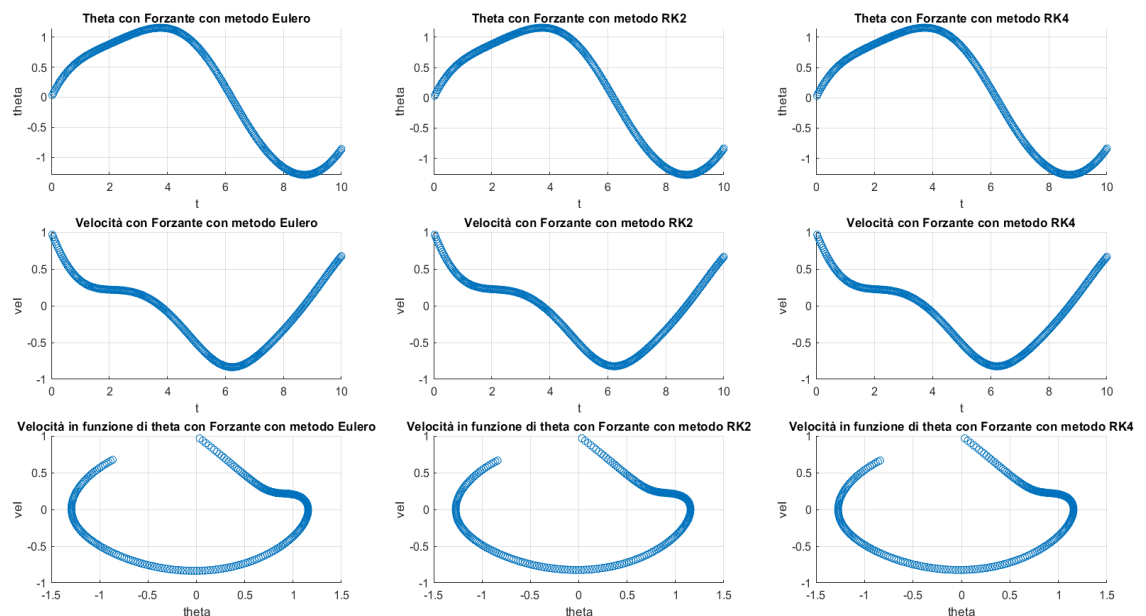 Theta con Forzante con metodo Eulero
theta
1
0.5
0
-0.5
-1
0 2 4 6 8 10
t
Theta con Forzante con metodo RK2
theta
1
0.5
0
-0.5
-1
0 2 4 6 8 10
t
Theta con Forzante con metodo RK4
theta
1
0.5
0
-0.5
-1
0 2 4 6 8 10
t
Velocità con Forzante con metodo Eulero
vel
1
0.5
0
-0.5
-1
0 2 4 6 8 10
t
Velocità con Forzante con metodo RK2
vel
1
0.5
0
-0.5
-1
0 2 4 6 8 10
t
Velocità con Forzante con metodo RK4
vel
1
0.5
0
-0.5
-1
0 2 4 6 8 10
t
Velocità in funzione di theta con Forzante con metodo Eulero
vel
1
0.5
0
-0.5
-1
-1.5 -1 -0.5 0 0.5 1 1.5
theta
Velocità in funzione di theta con Forzante con metodo RK2
vel
1
0.5
0
-0.5
-1
-1.5 -1 -0.5 0 0.5 1 1.5
theta
Velocità in funzione di theta con Forzante con metodo RK4
vel
1
0.5
0
-0.5
-1
-1.5 -1 -0.5 0 0.5 1 1.5
theta